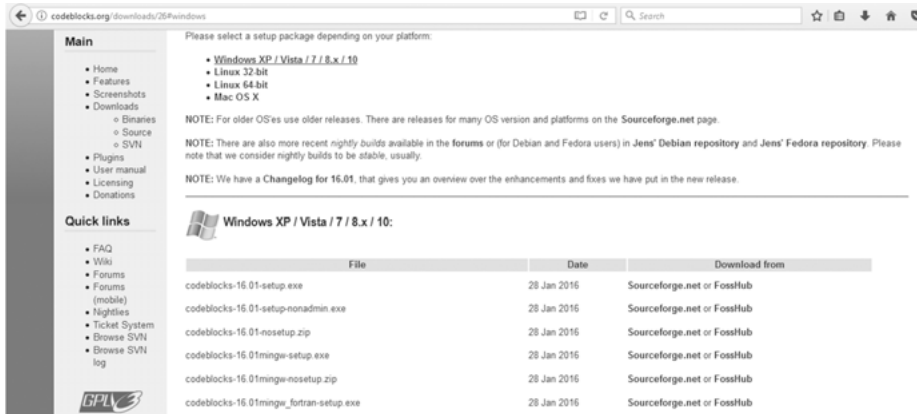 codeblocks.org/downloads/26#windows
Search
Main
• Home
• Features
• Screenshots
• Downloads
○ Binaries
○ Source
○ SVN
• Plugins
• User manual
• Licensing
• Donations
Quick links
• FAQ
• Wiki
• Forums
• Forums
(mobile)
• Nightlies
• Ticket System
• Browse SVN
• Browse SVN
log
GPLv3
Please select a setup package depending on your platform:
• Windows XP / Vista / 7 / 8.x / 10
• Linux 32-bit
• Linux 64-bit
• Mac OS X
NOTE: For older OS'es use older releases. There are releases for many OS version and platforms on the Sourceforge.net page.
NOTE: There are also more recent nightly builds available in the forums or (for Debian and Fedora users) in Jens' Debian repository and Jens' Fedora repository. Please
note that we consider nightly builds to be stable, usually.
NOTE: We have a Changelog for 16.01, that gives you an overview over the enhancements and fixes we have put in the new release.
Windows XP / Vista / 7 / 8.x / 10:
File Date Download from
codeblocks-16.01-setup.exe 28 Jan 2016 Sourceforge.net or FossHub
codeblocks-16.01-setup-nonadmin.exe 28 Jan 2016 Sourceforge.net or FossHub
codeblocks-16.01-nosetup.zip 28 Jan 2016 Sourceforge.net or FossHub
codeblocks-16.01mingw-setup.exe 28 Jan 2016 Sourceforge.net or FossHub
codeblocks-16.01mingw-nosetup.zip 28 Jan 2016 Sourceforge.net or FossHub
codeblocks-16.01mingw_fortran-setup.exe 28 Jan 2016 Sourceforge.net or FossHub